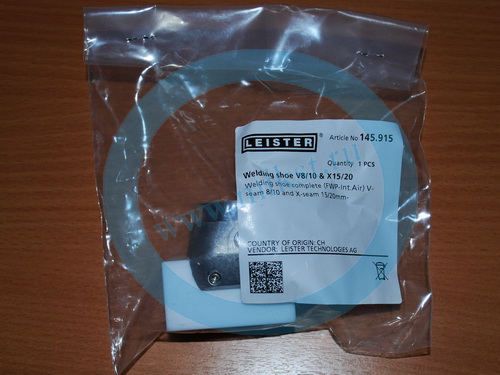 LEISTER®
Article No 145.915
Quantity 1 PCS
Welding shoe V8/10 & X15/20
Welding shoe complete (FWP-Int.Air) V-
seam 8/10 and X-seam 15/20mm-
COUNTRY OF ORIGIN: CH
VENDOR: LEISTER TECHNOLOGIES AG